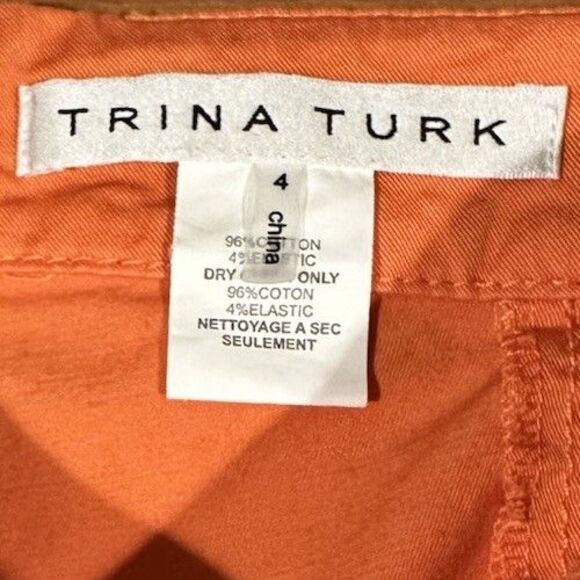 TRINA TURK
4
china
96% COTTON
4% ELASTIC
DRY ONLY
96%COTON
4%ELASTIC
NETTOYAGE A SEC
SEULEMENT